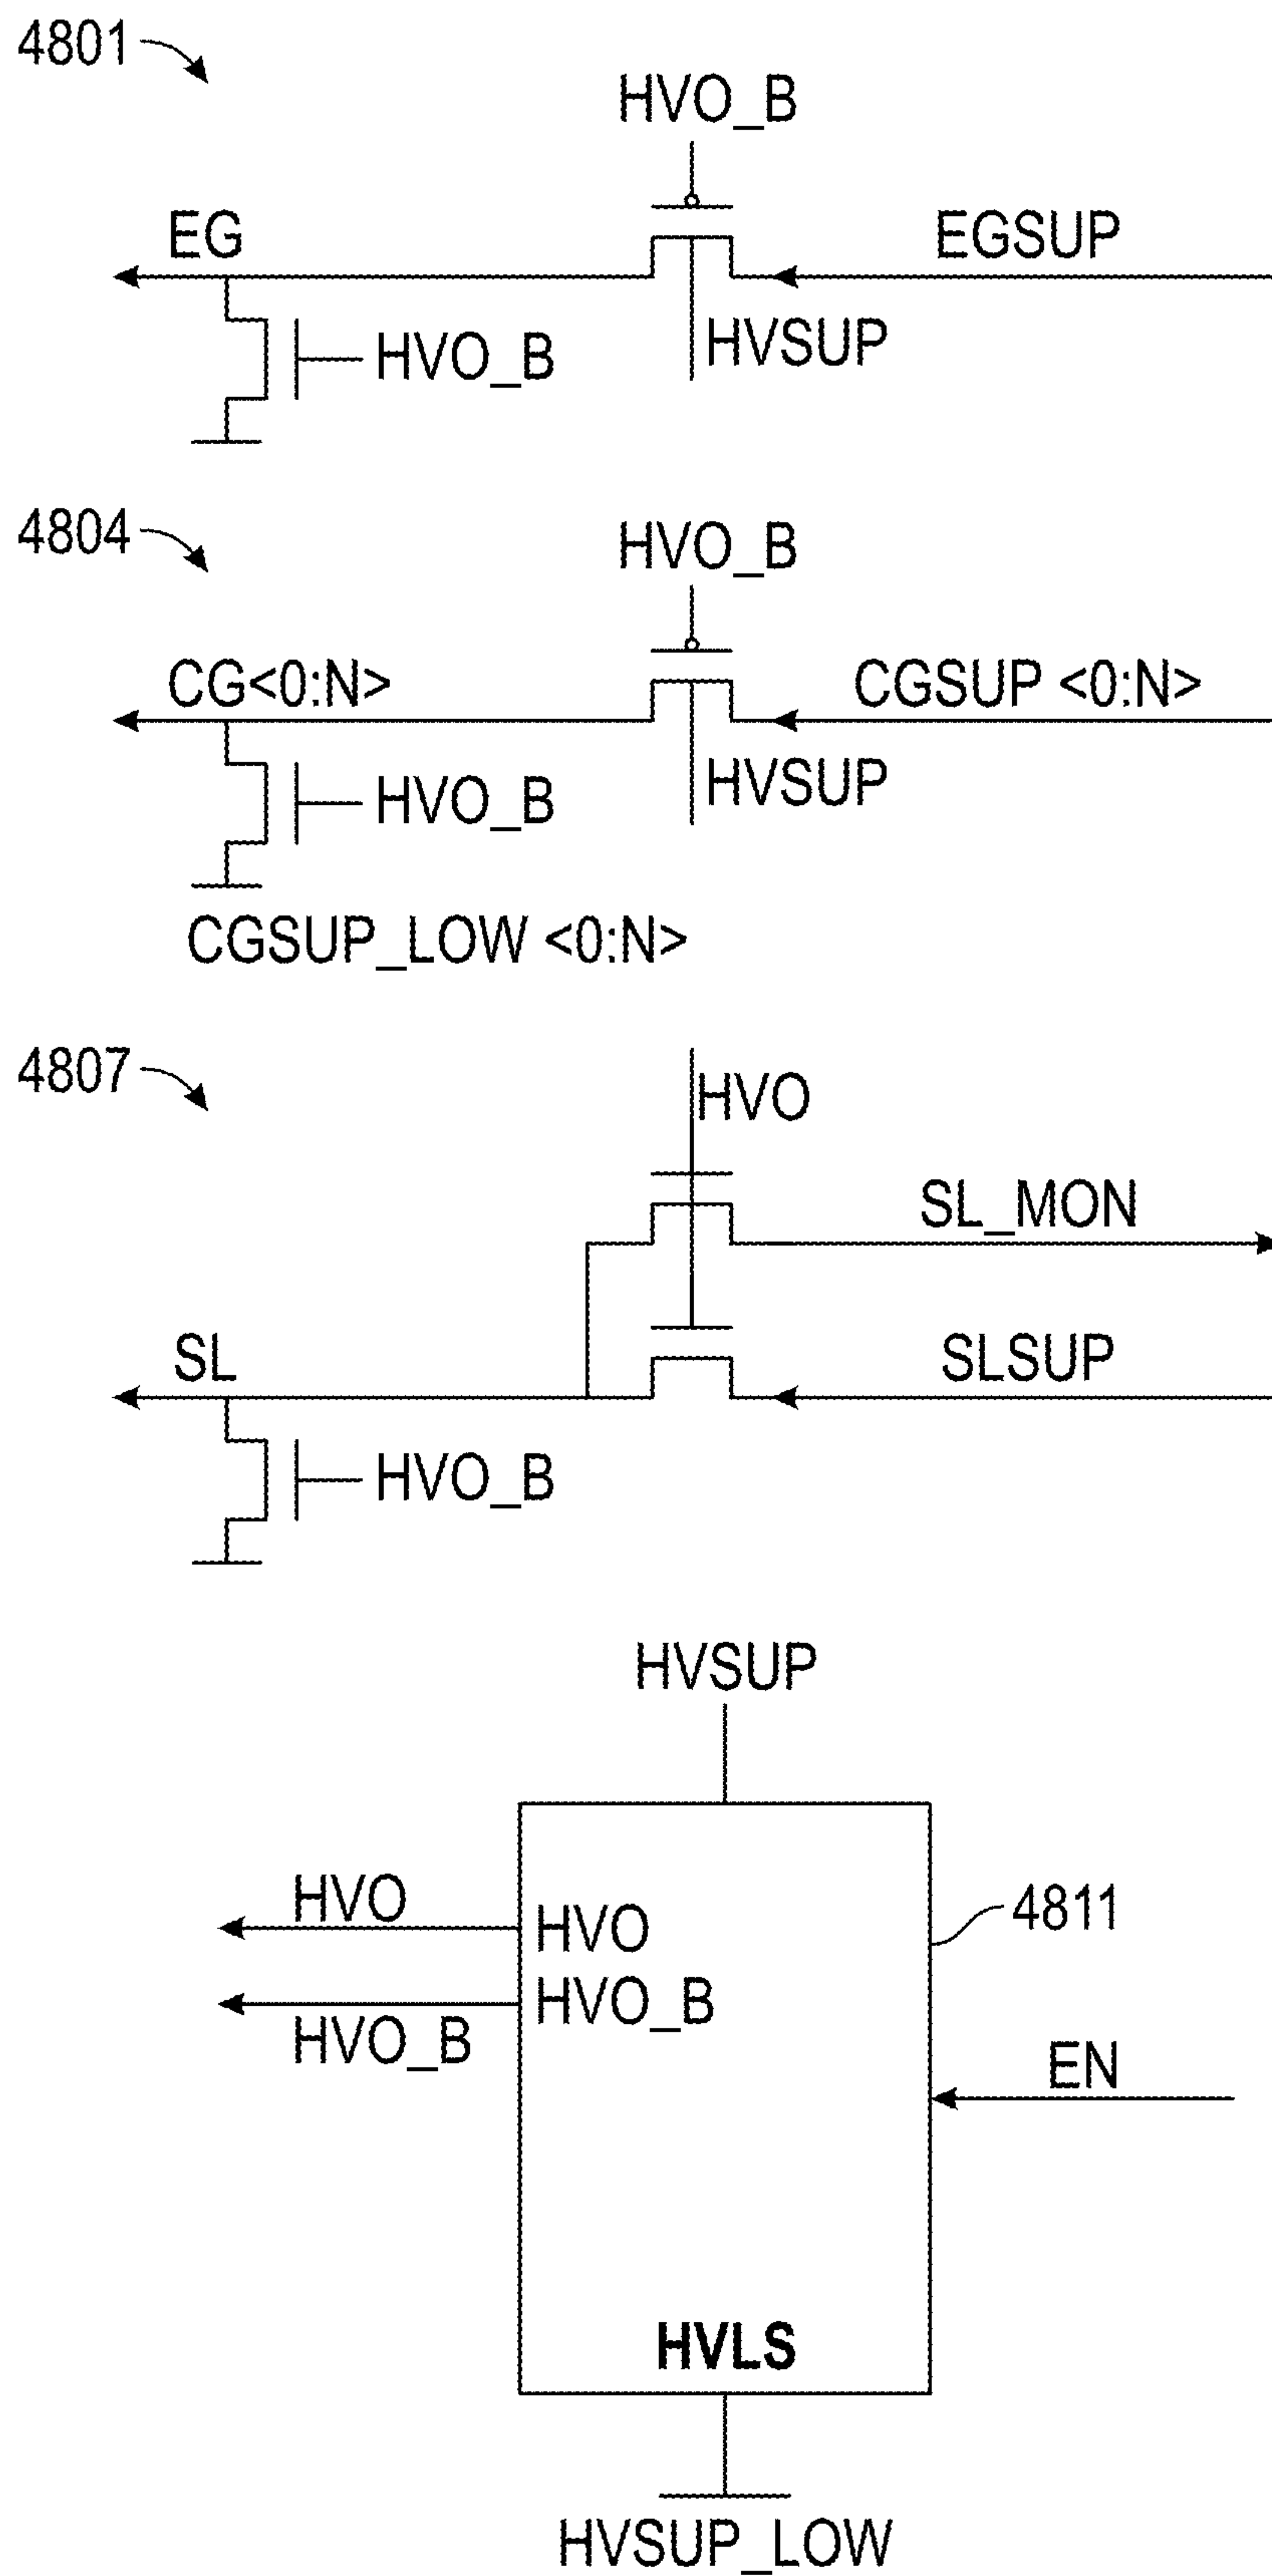 4801
HVO_B
EG
EGSUP
HVO_B
HVSUP
4804
HVO_B
CG<0:N>
CGSUP <0:N>
HVO_B
HVSUP
CGSUP_LOW <0:N>
4807
HVO
SL_MON
SL
SLSUP
HVO_B
HVSUP
HVO
HVO
4811
HVO_B
HVO_B
EN
HVLS
HVSUP_LOW